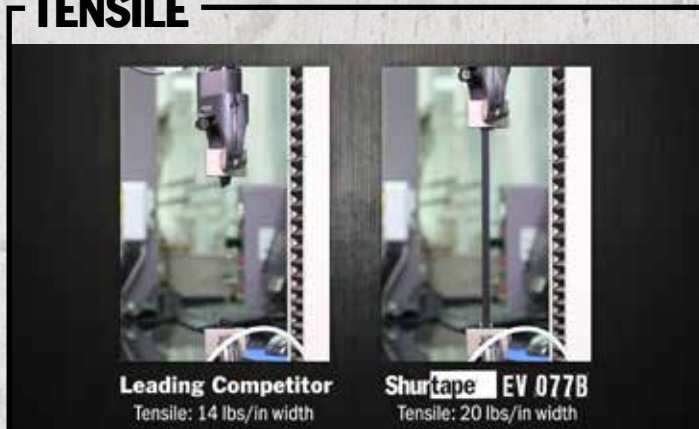 TENSILE
Leading Competitor
Tensile: 14 lbs/in width
Shurtape EV 077B
Tensile: 20 lbs/in width